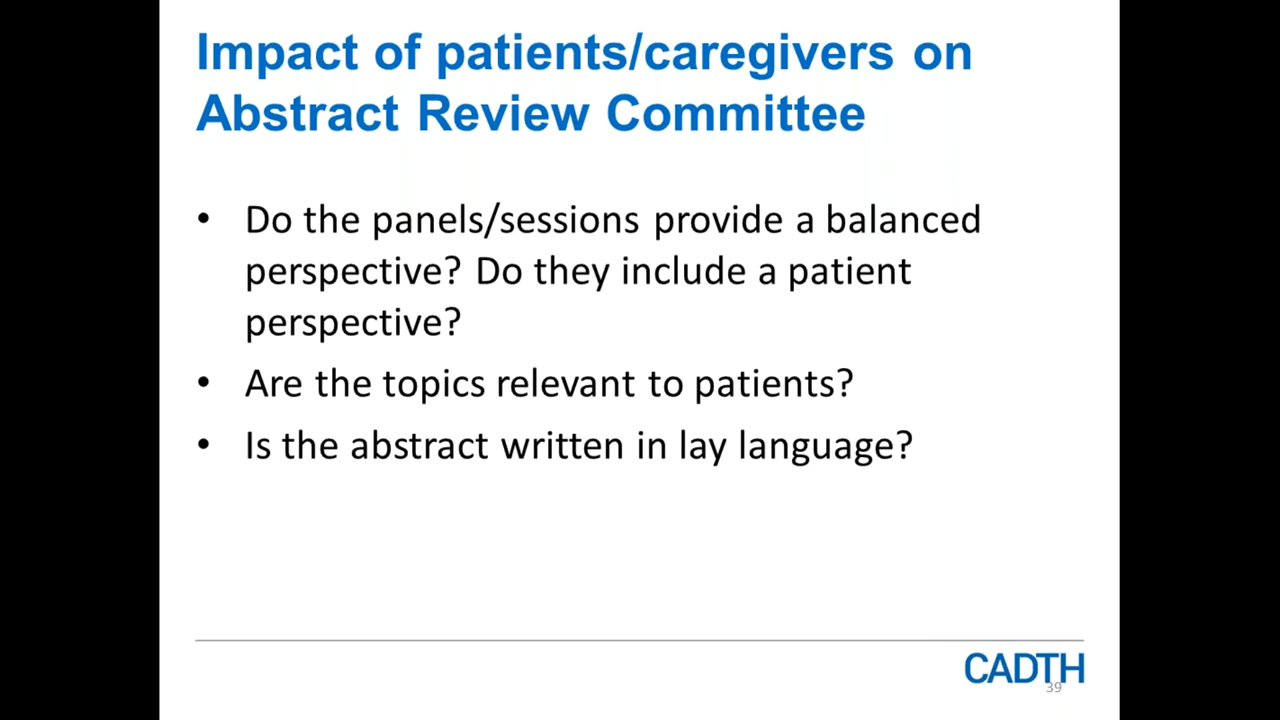 Impact of patients/caregivers on
Abstract Review Committee
• Do the panels/sessions provide a balanced
perspective? Do they include a patient
perspective?
• Are the topics relevant to patients?
• Is the abstract written in lay language?
CADTH
39